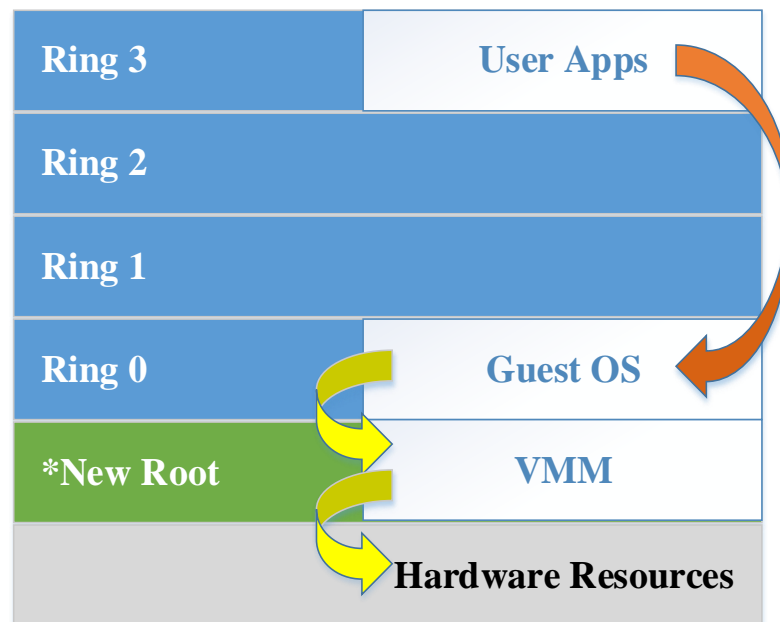 Ring 3
User Apps
Ring 2
Ring 1
Ring 0
Guest OS
*New Root
VMM
Hardware Resources